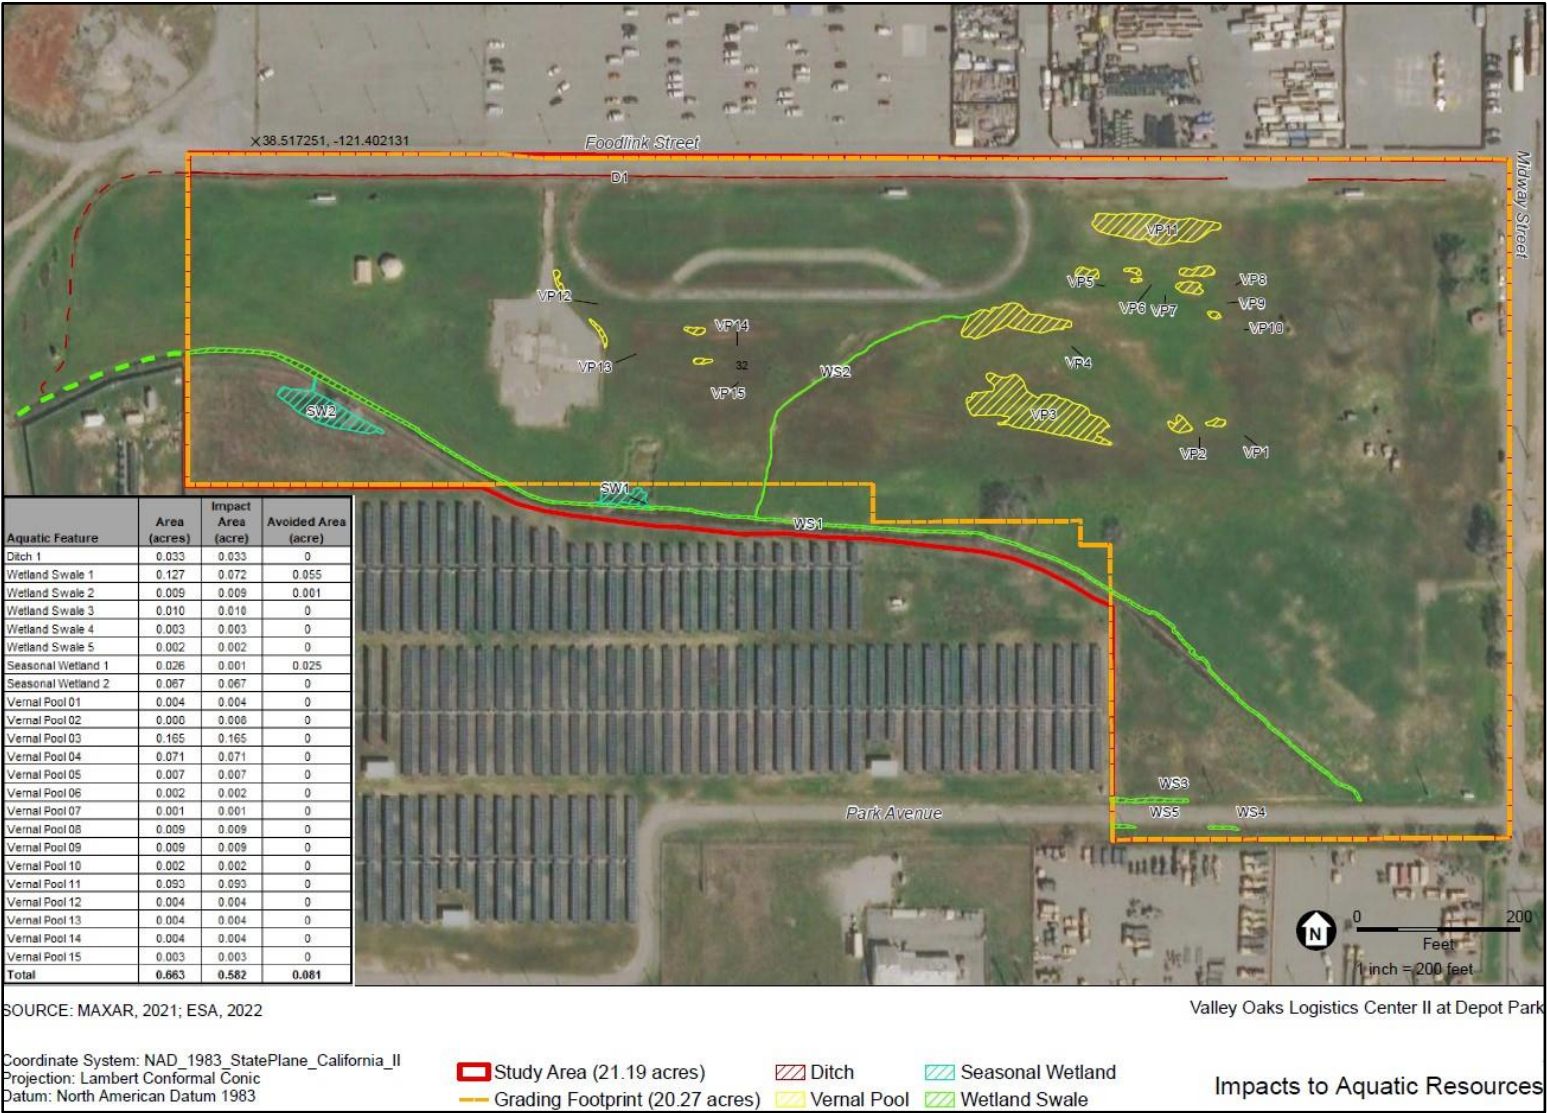 38.517251, -121.402131
Foodlink Street
Midway Street
D1
VP11
VP12
VP5
VP6
VP7
VP8
VP9
VP10
VP14
VP13
32
VP15
WS2
VP4
SW2
VP3
VP2
VP1
SW1
WS1
WS3
WS5
WS4
Park Avenue
Aquatic Feature Area (acres) Impact Area (acre) Avoided Area (acre)
Ditch 1 0.033 0.033 0
Wetland Swale 1 0.127 0.072 0.055
Wetland Swale 2 0.009 0.009 0.001
Wetland Swale 3 0.010 0.010 0
Wetland Swale 4 0.003 0.003 0
Wetland Swale 5 0.002 0.002 0
Seasonal Wetland 1 0.026 0.001 0.025
Seasonal Wetland 2 0.067 0.067 0
Vernal Pool 01 0.004 0.004 0
Vernal Pool 02 0.008 0.008 0
Vernal Pool 03 0.165 0.165 0
Vernal Pool 04 0.071 0.071 0
Vernal Pool 05 0.007 0.007 0
Vernal Pool 06 0.002 0.002 0
Vernal Pool 07 0.001 0.001 0
Vernal Pool 08 0.009 0.009 0
Vernal Pool 09 0.009 0.009 0
Vernal Pool 10 0.002 0.002 0
Vernal Pool 11 0.093 0.093 0
Vernal Pool 12 0.004 0.004 0
Vernal Pool 13 0.004 0.004 0
Vernal Pool 14 0.004 0.004 0
Vernal Pool 15 0.003 0.003 0
Total 0.663 0.582 0.081
N
0 200
Feet
1 inch = 200 feet
SOURCE: MAXAR, 2021; ESA, 2022
Valley Oaks Logistics Center II at Depot Park
Coordinate System: NAD_1983_StatePlane_California_II
Projection: Lambert Conformal Conic
Datum: North American Datum 1983
Study Area (21.19 acres)
Grading Footprint (20.27 acres)
Ditch
Vernal Pool
Seasonal Wetland
Wetland Swale
Impacts to Aquatic Resources